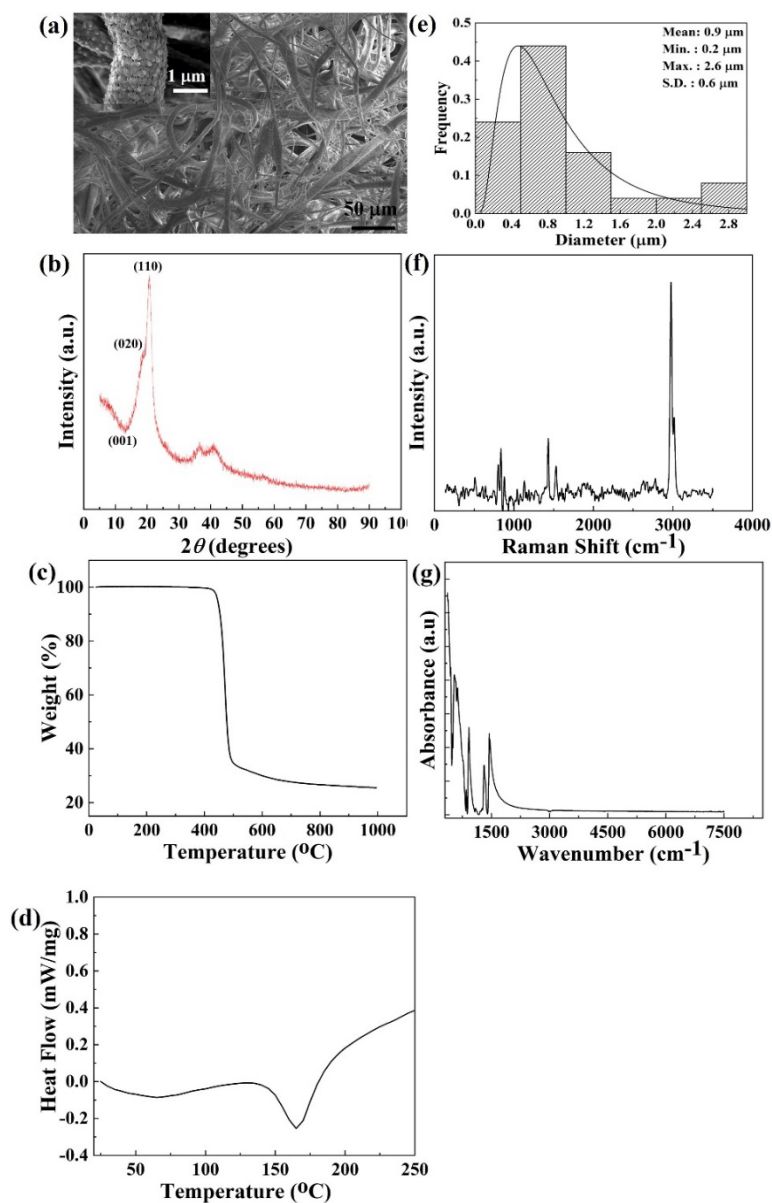 (a)
1 μm
50 μm
(e)
Mean: 0.9 μm
Min. : 0.2 μm
Max. : 2.6 μm
S.D. : 0.6 μm
0.5
0.4
0.3
0.2
0.1
0.0
Frequency
0.0 0.4 0.8 1.2 1.6 2.0 2.4 2.8
Diameter (μm)
(b)
(110)
(020)
(001)
Intensity (a.u.)
0 10 20 30 40 50 60 70 80 90 10
2θ (degrees)
(f)
Intensity (a.u.)
0 1000 2000 3000 4000
Raman Shift (cm-1)
(c)
100
80
60
40
20
Weight (%)
0 200 400 600 800 1000
Temperature (OC)
(g)
Absorbance (a.u)
1500 3000 4500 6000 7500
Wavenumber (cm-1)
(d)
1.0
0.8
0.6
0.4
0.2
0.0
-0.2
-0.4
Heat Flow (mW/mg)
50 100 150 200 250
Temperature (OC)